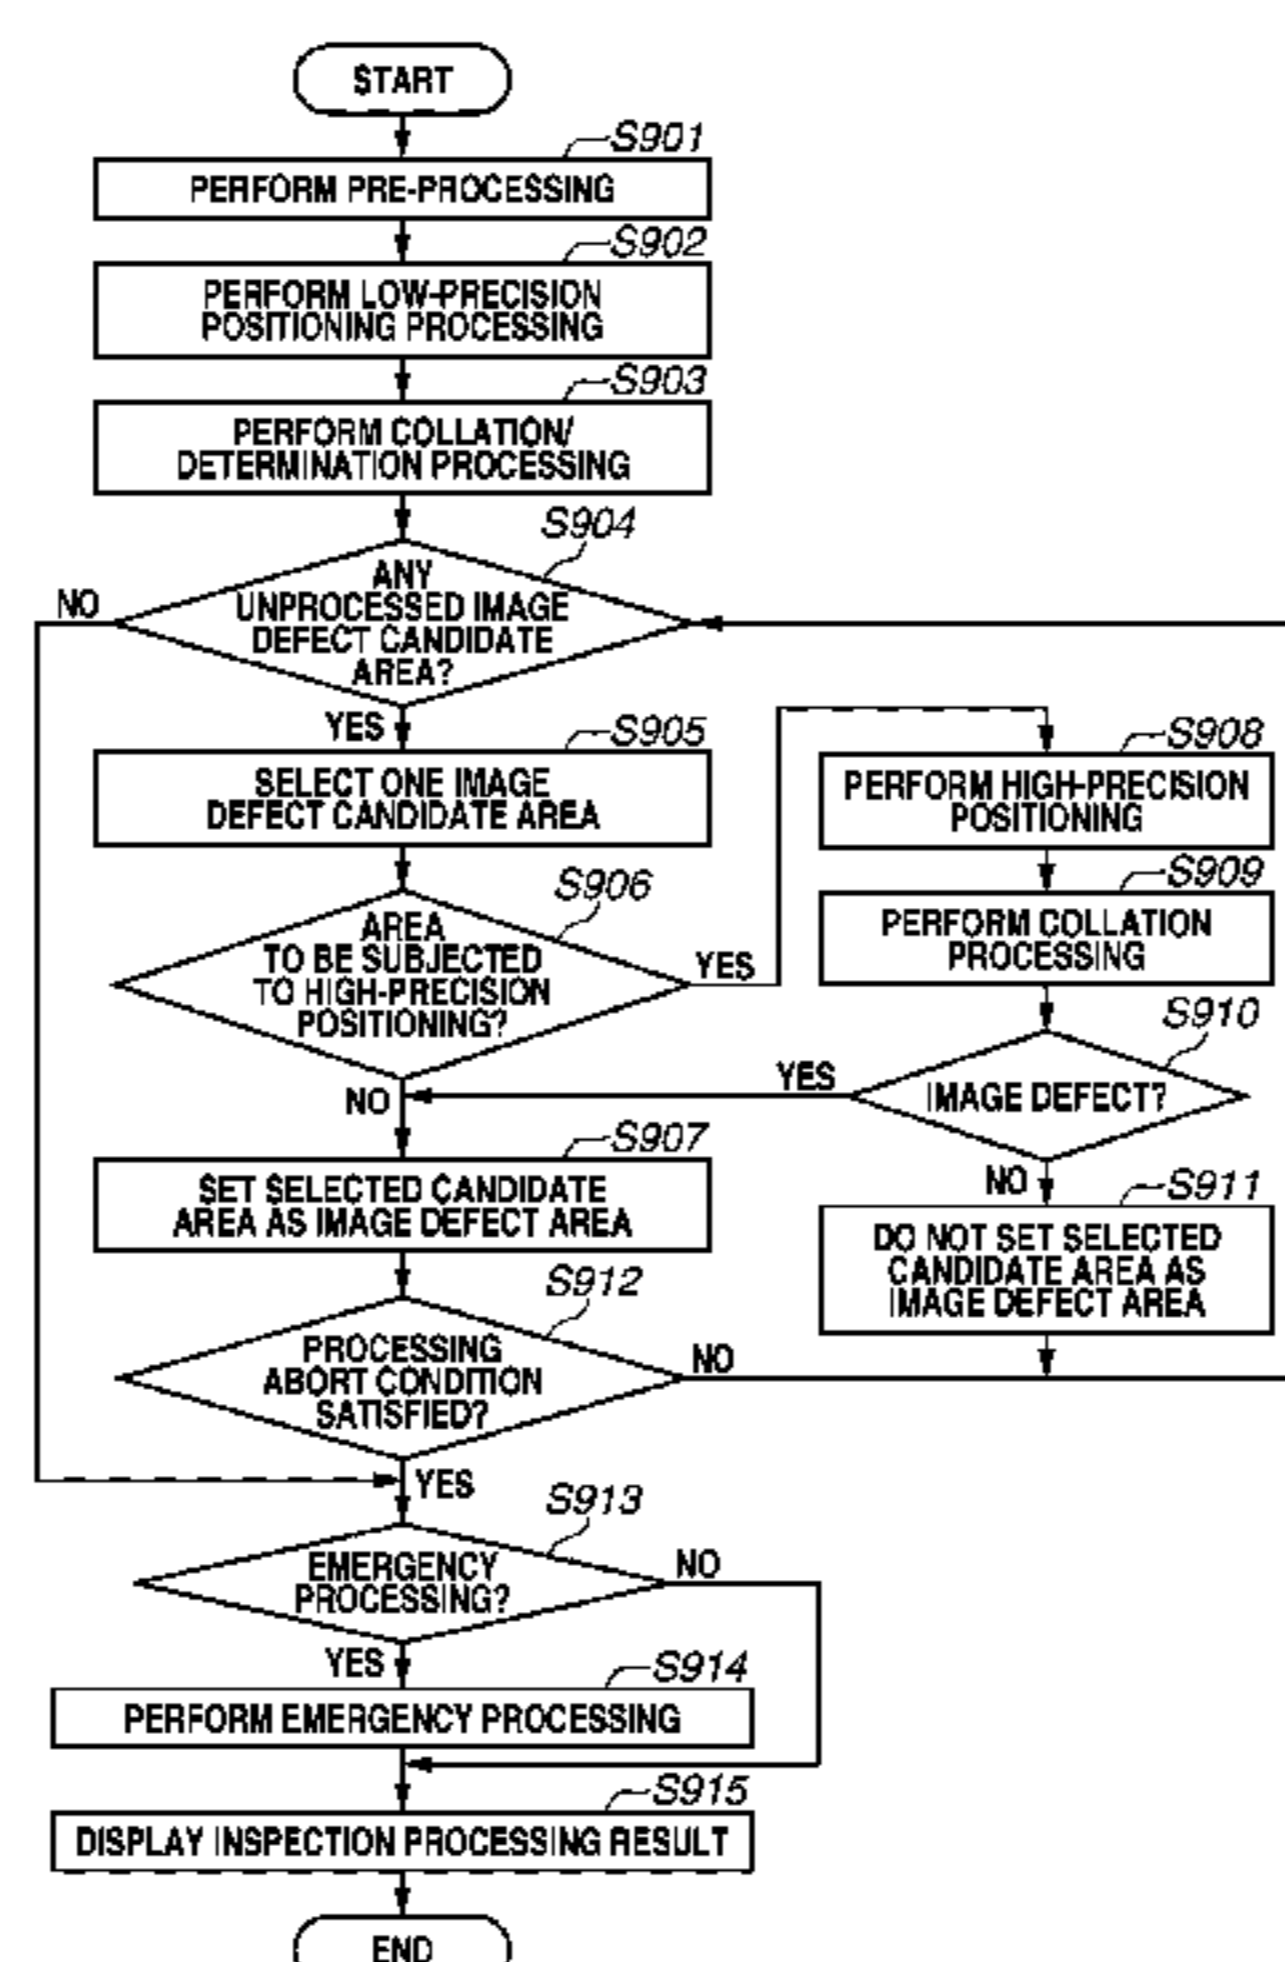 START
S901
PERFORM PRE-PROCESSING
S902
PERFORM LOW-PRECISION
POSITIONING PROCESSING
S903
PERFORM COLLATION/
DETERMINATION PROCESSING
S904
ANY
UNPROCESSED IMAGE
DEFECT CANDIDATE
AREA?
NO
YES
S905
SELECT ONE IMAGE
DEFECT CANDIDATE AREA
S906
AREA
TO BE SUBJECTED
TO HIGH-PRECISION
POSITIONING?
YES
NO
S908
PERFORM HIGH-PRECISION
POSITIONING
S909
PERFORM COLLATION
PROCESSING
S910
IMAGE DEFECT?
YES
NO
S911
DO NOT SET SELECTED
CANDIDATE AREA AS
IMAGE DEFECT AREA
S907
SET SELECTED CANDIDATE
AREA AS IMAGE DEFECT AREA
S912
PROCESSING
ABORT CONDITION
SATISFIED?
NO
YES
S913
EMERGENCY
PROCESSING?
NO
YES
S914
PERFORM EMERGENCY PROCESSING
S915
DISPLAY INSPECTION PROCESSING RESULT
END